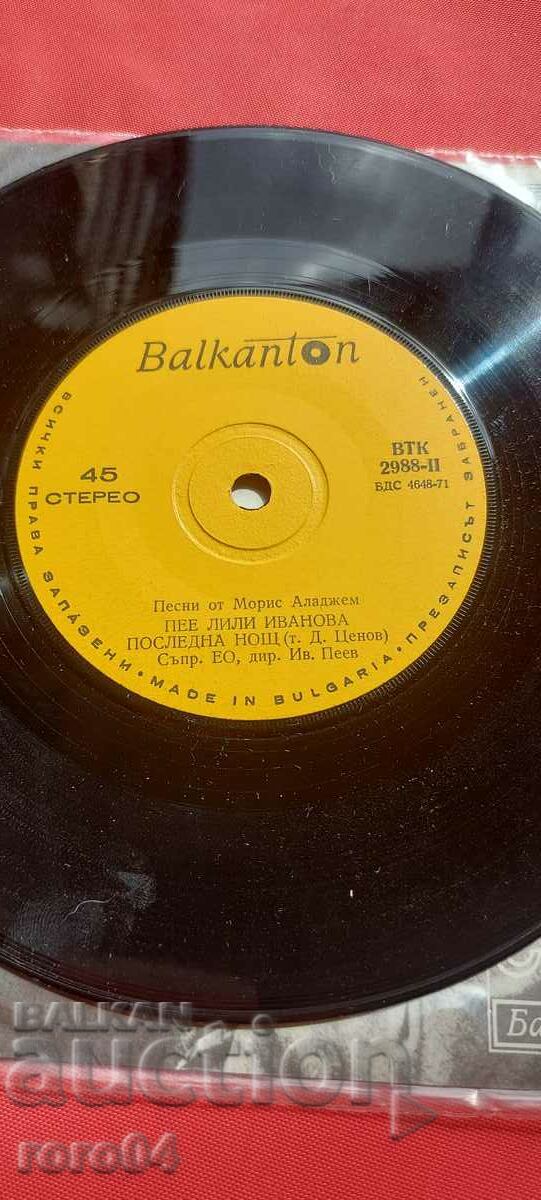 Balkanton
45
СТЕРЕО
ВТК
2988-II
БДС 4648-71
Песни от Морис Аладжем
ПЕЕ ЛИЛИ ИВАНОВА
ПОСЛЕДНА НОЩ (т. Д. Ценов)
Съпр. ЕО, дир. Ив. Пеев
ВСИЧКИ ПРАВА ЗАПАЗЕНИ • MADE IN BULGARIA • ПРЕЗАПИСЪТ ЗАБРАНЕН
Ба
BALKAN
auction
roro04